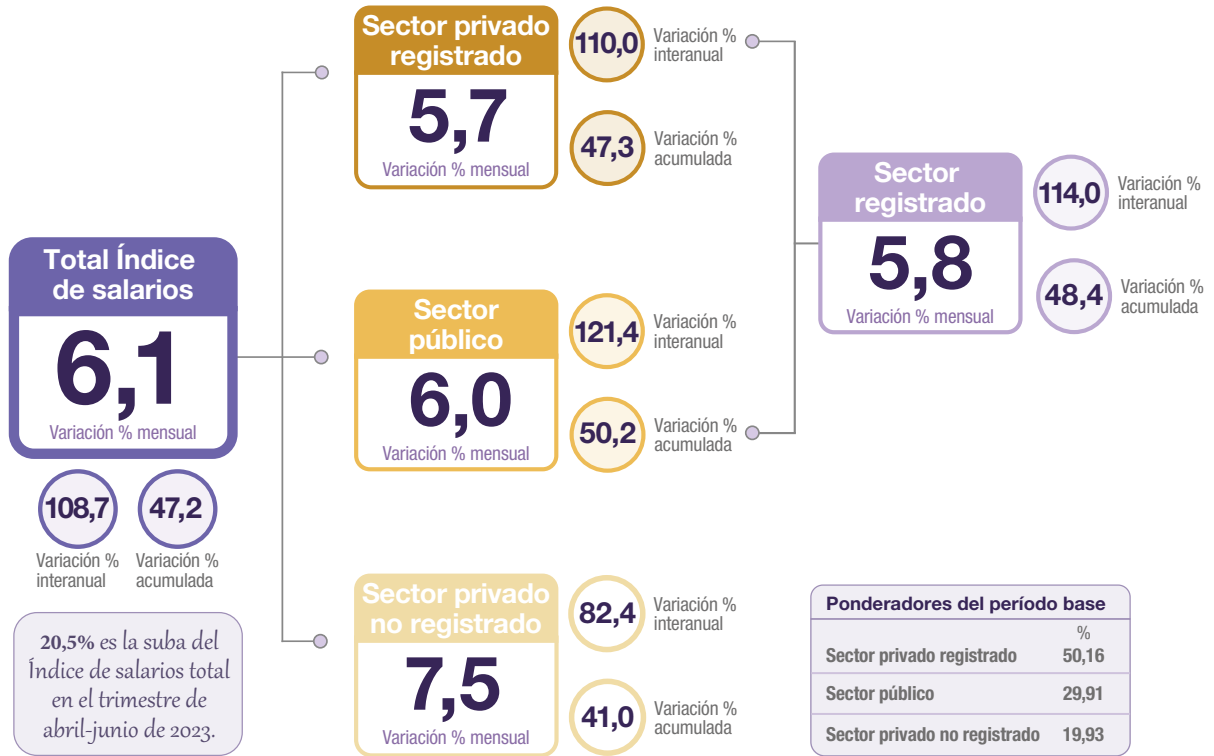 Total Índice
de salarios
6,1
Variación % mensual
108,7
Variación %
interanual
47,2
Variación %
acumulada
20,5% es la suba del
Índice de salarios total
en el trimestre de
abril-junio de 2023.
Sector privado
registrado
5,7
Variación % mensual
110,0
Variación %
interanual
47,3
Variación %
acumulada
Sector
público
6,0
Variación % mensual
121,4
Variación %
interanual
50,2
Variación %
acumulada
Sector privado
no registrado
7,5
Variación % mensual
82,4
Variación %
interanual
41,0
Variación %
acumulada
Sector
registrado
5,8
Variación % mensual
114,0
Variación %
interanual
48,4
Variación %
acumulada
Ponderadores del período base
%
Sector privado registrado 50,16
Sector público 29,91
Sector privado no registrado 19,93